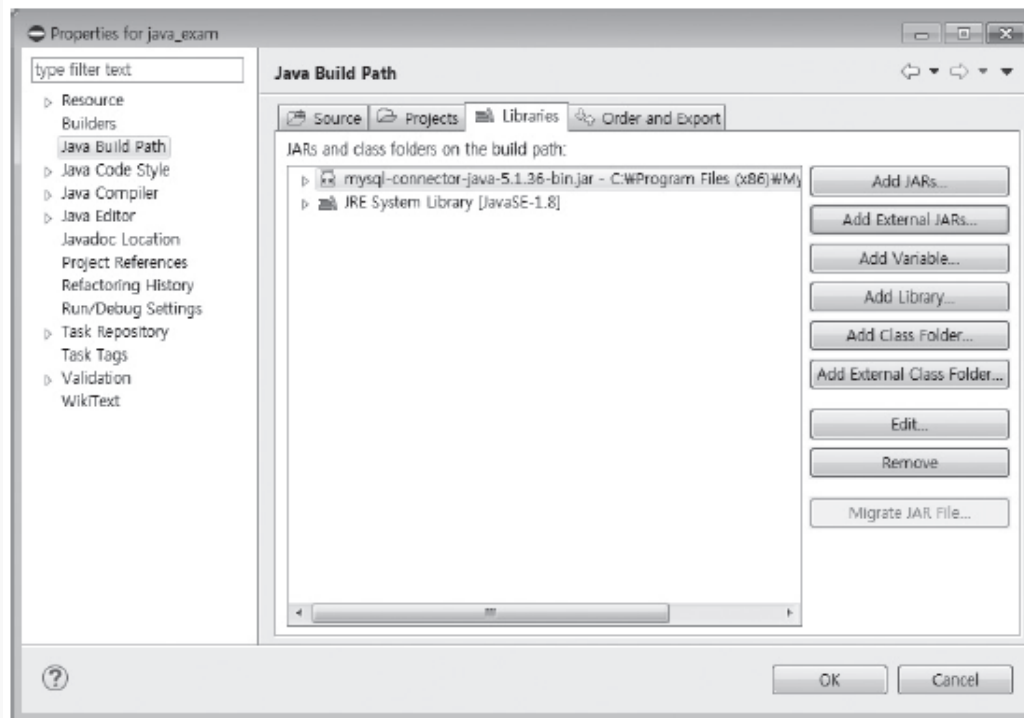 Properties for java_exam
type filter text
Resource
Builders
Java Build Path
Java Code Style
Java Compiler
Java Editor
Javadoc Location
Project References
Refactoring History
Run/Debug Settings
Task Repository
Task Tags
Validation
WikiText
Java Build Path
Source
Projects
Libraries
Order and Export
JARs and class folders on the build path:
mysql-connector-java-5.1.36-bin.jar - C:₩Program Files (x86)₩My
JRE System Library [JavaSE-1.8]
Add JARs...
Add External JARs...
Add Variable...
Add Library...
Add Class Folder...
Add External Class Folder...
Edit...
Remove
Migrate JAR File...
OK
Cancel